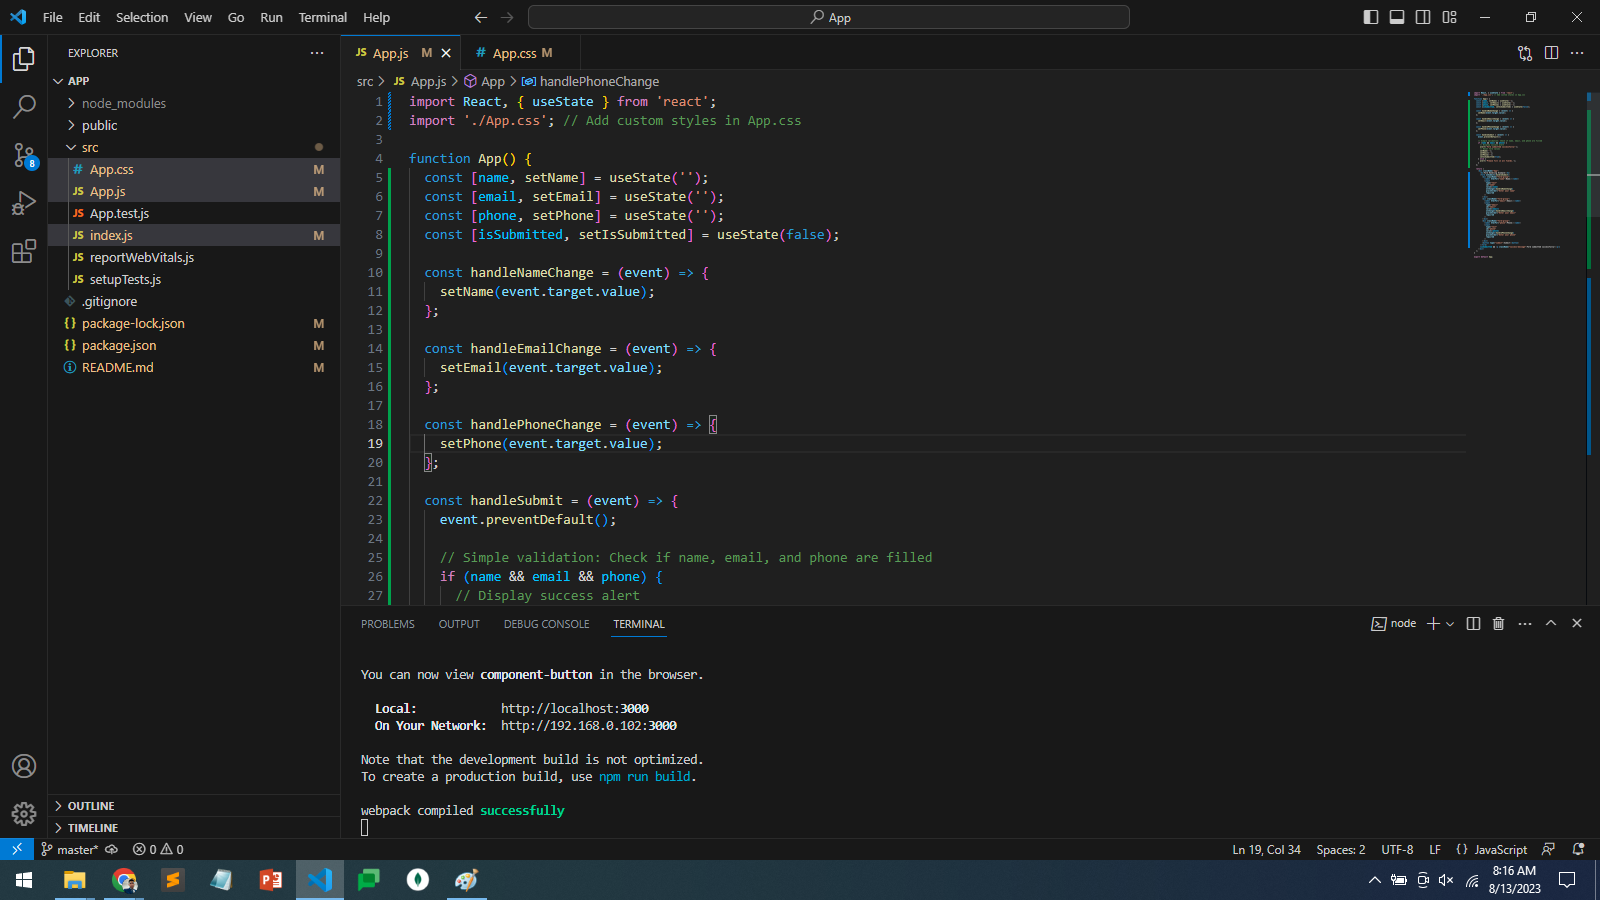 File Edit Selection View Go Run Terminal Help
App
EXPLORER
APP
node_modules
public
src
App.css M
App.js M
App.test.js
index.js M
reportWebVitals.js
setupTests.js
.gitignore
package-lock.json M
package.json M
README.md M
OUTLINE
TIMELINE
8
App.js M
App.css M
src > App.js > App > handlePhoneChange
1 import React, { useState } from 'react';
2 import './App.css'; // Add custom styles in App.css
3
4 function App() {
5 const [name, setName] = useState('');
6 const [email, setEmail] = useState('');
7 const [phone, setPhone] = useState('');
8 const [isSubmitted, setIsSubmitted] = useState(false);
9
10 const handleNameChange = (event) => {
11 setName(event.target.value);
12 };
13
14 const handleEmailChange = (event) => {
15 setEmail(event.target.value);
16 };
17
18 const handlePhoneChange = (event) => {
19 setPhone(event.target.value);
20 };
21
22 const handleSubmit = (event) => {
23 event.preventDefault();
24
25 // Simple validation: Check if name, email, and phone are filled
26 if (name && email && phone) {
27 // Display success alert
PROBLEMS OUTPUT DEBUG CONSOLE TERMINAL
node
You can now view component-button in the browser.
Local: http://localhost:3000
On Your Network: http://192.168.0.102:3000
Note that the development build is not optimized.
To create a production build, use npm run build.
webpack compiled successfully
master* 0 0
Ln 19, Col 34 Spaces: 2 UTF-8 LF {} JavaScript
8:16 AM
8/13/2023